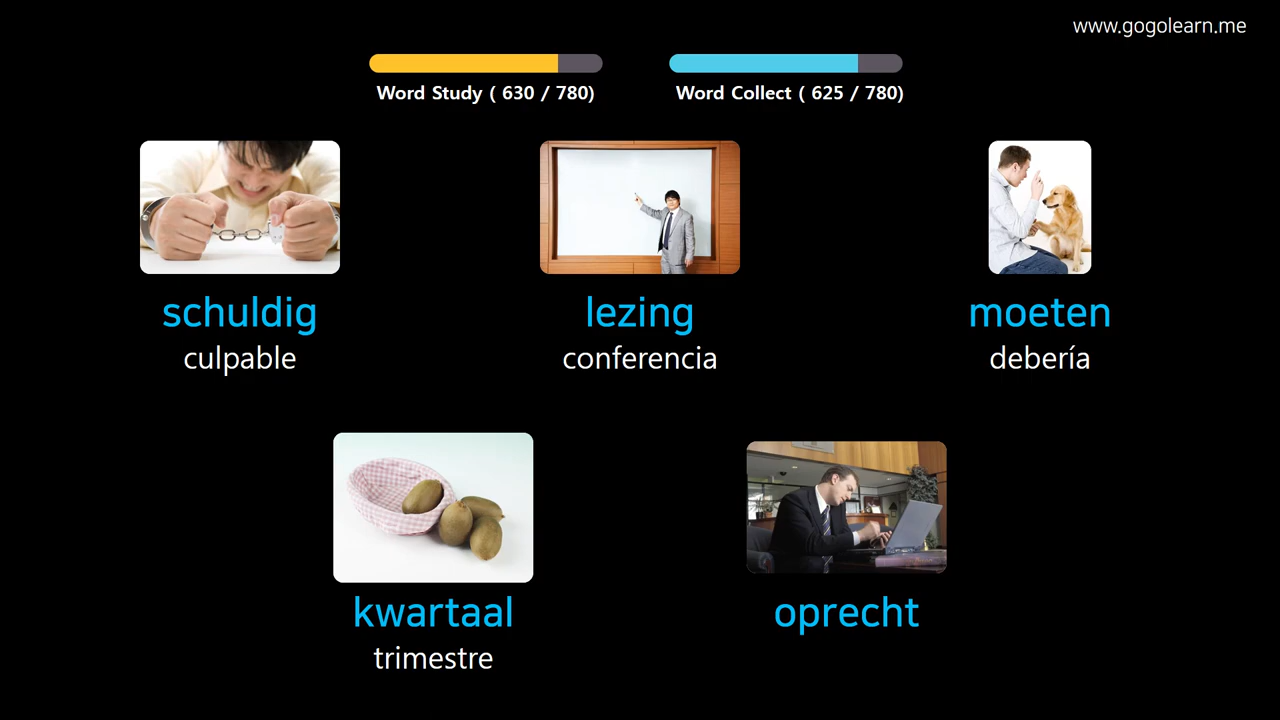 www.gogolearn.me
Word Study ( 630 / 780)
Word Collect ( 625 / 780)
schuldig
culpable
lezing
conferencia
moeten
debería
kwartaal
trimestre
oprecht